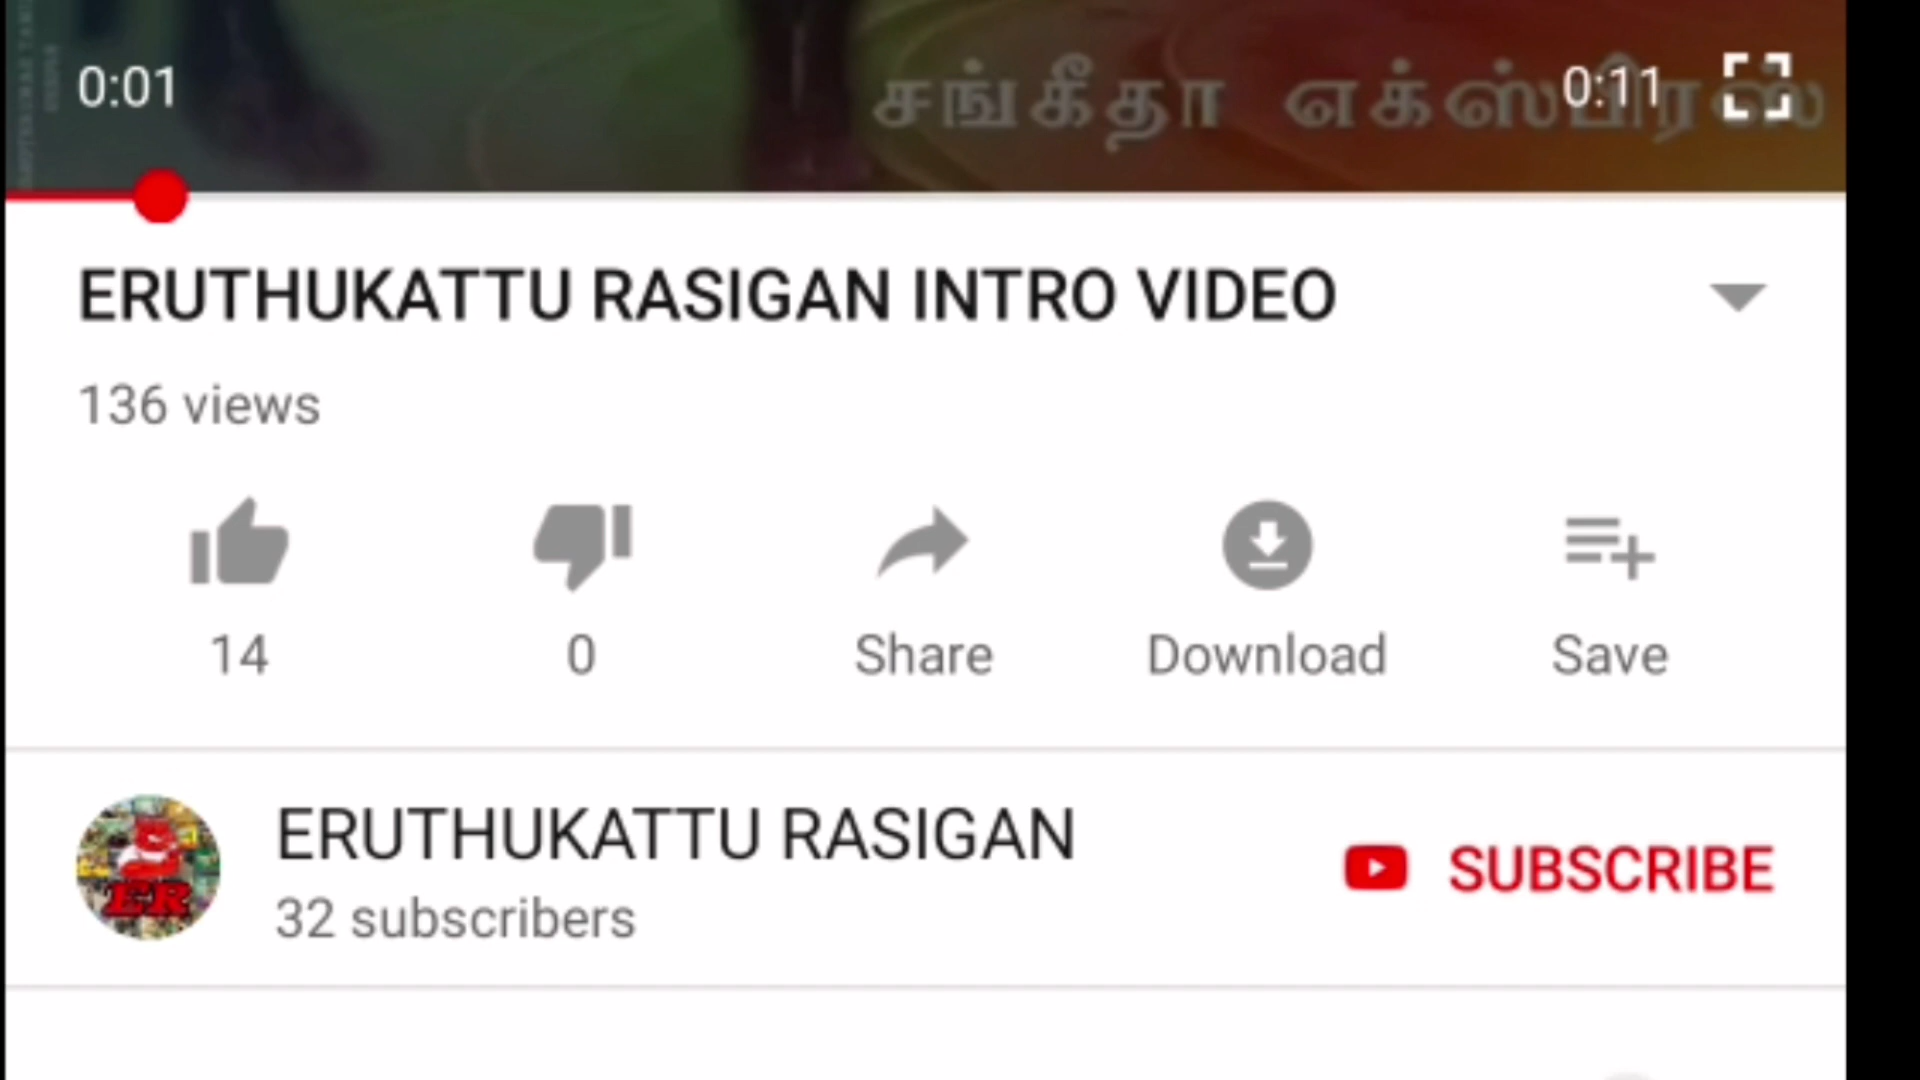 0:01
சங்கீதா எக்ஸ்பிரஸ்
0:11
ERUTHUKATTU RASIGAN INTRO VIDEO
136 views
14
0
Share
Download
Save
ER
ERUTHUKATTU RASIGAN
32 subscribers
SUBSCRIBE